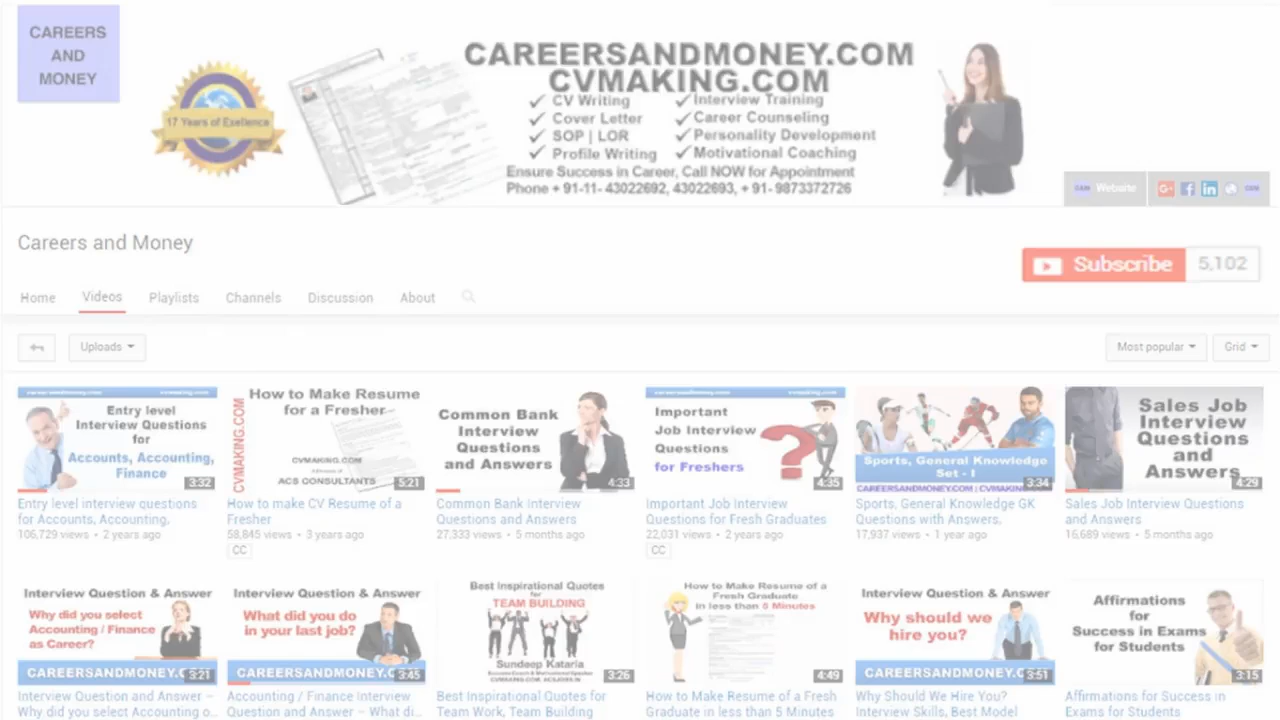 CAREERS
AND
MONEY
CAREERSANDMONEY.COM
CVMAKING.COM
17 Years of Exellence
✓ CV Writing ✓ Interview Training
✓ Cover Letter ✓ Career Counseling
✓ SOP | LOR ✓ Personality Development
✓ Profile Writing ✓ Motivational Coaching
Ensure Success in Career, Call NOW for Appointment
Phone + 91-11- 43022692, 43022693, + 91- 9873372726
Website
Careers and Money
Subscribe 5,102
Home Videos Playlists Channels Discussion About
Uploads Most popular Grid
Entry level
Interview Questions
for
Accounts, Accounting,
Finance
3:32
How to Make Resume
for a Fresher
CVMAKING.COM
CVMAKING.COM
ACS CONSULTANTS
5:21
Common Bank
Interview
Questions
and Answers
4:33
Important
Job Interview
Questions
for Freshers
4:35
Sports, General Knowledge
Set - I
CAREERSANDMONEY.COM | CVMAKING
3:34
Sales Job
Interview
Questions
and
Answers
4:29
Entry level interview questions
for Accounts, Accounting,
106,729 views • 2 years ago
How to make CV Resume of a
Fresher
58,845 views • 3 years ago
CC
Common Bank Interview
Questions and Answers
27,333 views • 5 months ago
Important Job Interview
Questions for Fresh Graduates
22,031 views • 2 years ago
CC
Sports, General Knowledge GK
Questions with Answers,
17,937 views • 1 year ago
Sales Job Interview Questions
and Answers
16,689 views • 5 months ago
Interview Question & Answer
Why did you select
Accounting / Finance
as Career?
CAREERSANDMONEY.C
3:21
Interview Question & Answer
What did you do
in your last job?
CAREERSANDMONEY.C
3:45
Best Inspirational Quotes
for
TEAM BUILDING
Sundeep Kataria
3:26
How to Make Resume of a
Fresh Graduate
in less than 5 Minutes
4:49
Interview Question & Answer
Why should we
hire you?
CAREERSANDMONEY.C
3:51
Affirmations
for
Success in Exams
for Students
3:15
Interview Question and Answer –
Why did you select Accounting o...
Accounting / Finance Interview
Question and Answer – What di...
Best Inspirational Quotes for
Team Work, Team Building
How to Make Resume of a Fresh
Graduate in less than 5 Minutes
Why Should We Hire You?
Interview Skills, Best Model
Affirmations for Success in
Exams for Students